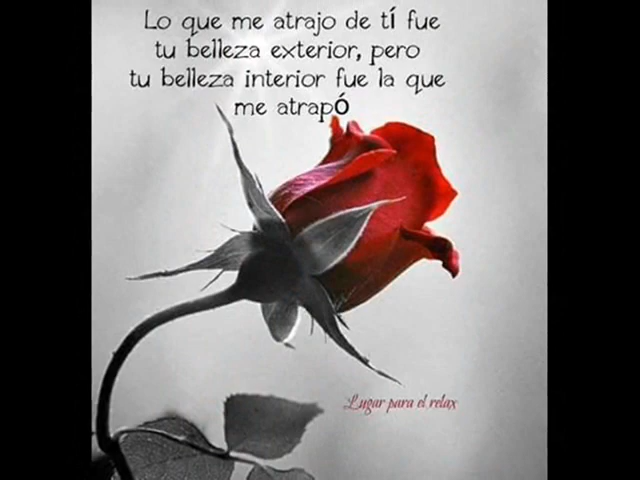 Lo que me atrajo de tí fue
tu belleza exterior, pero
tu belleza interior fue la que
me atrapó
Lugar para el relax